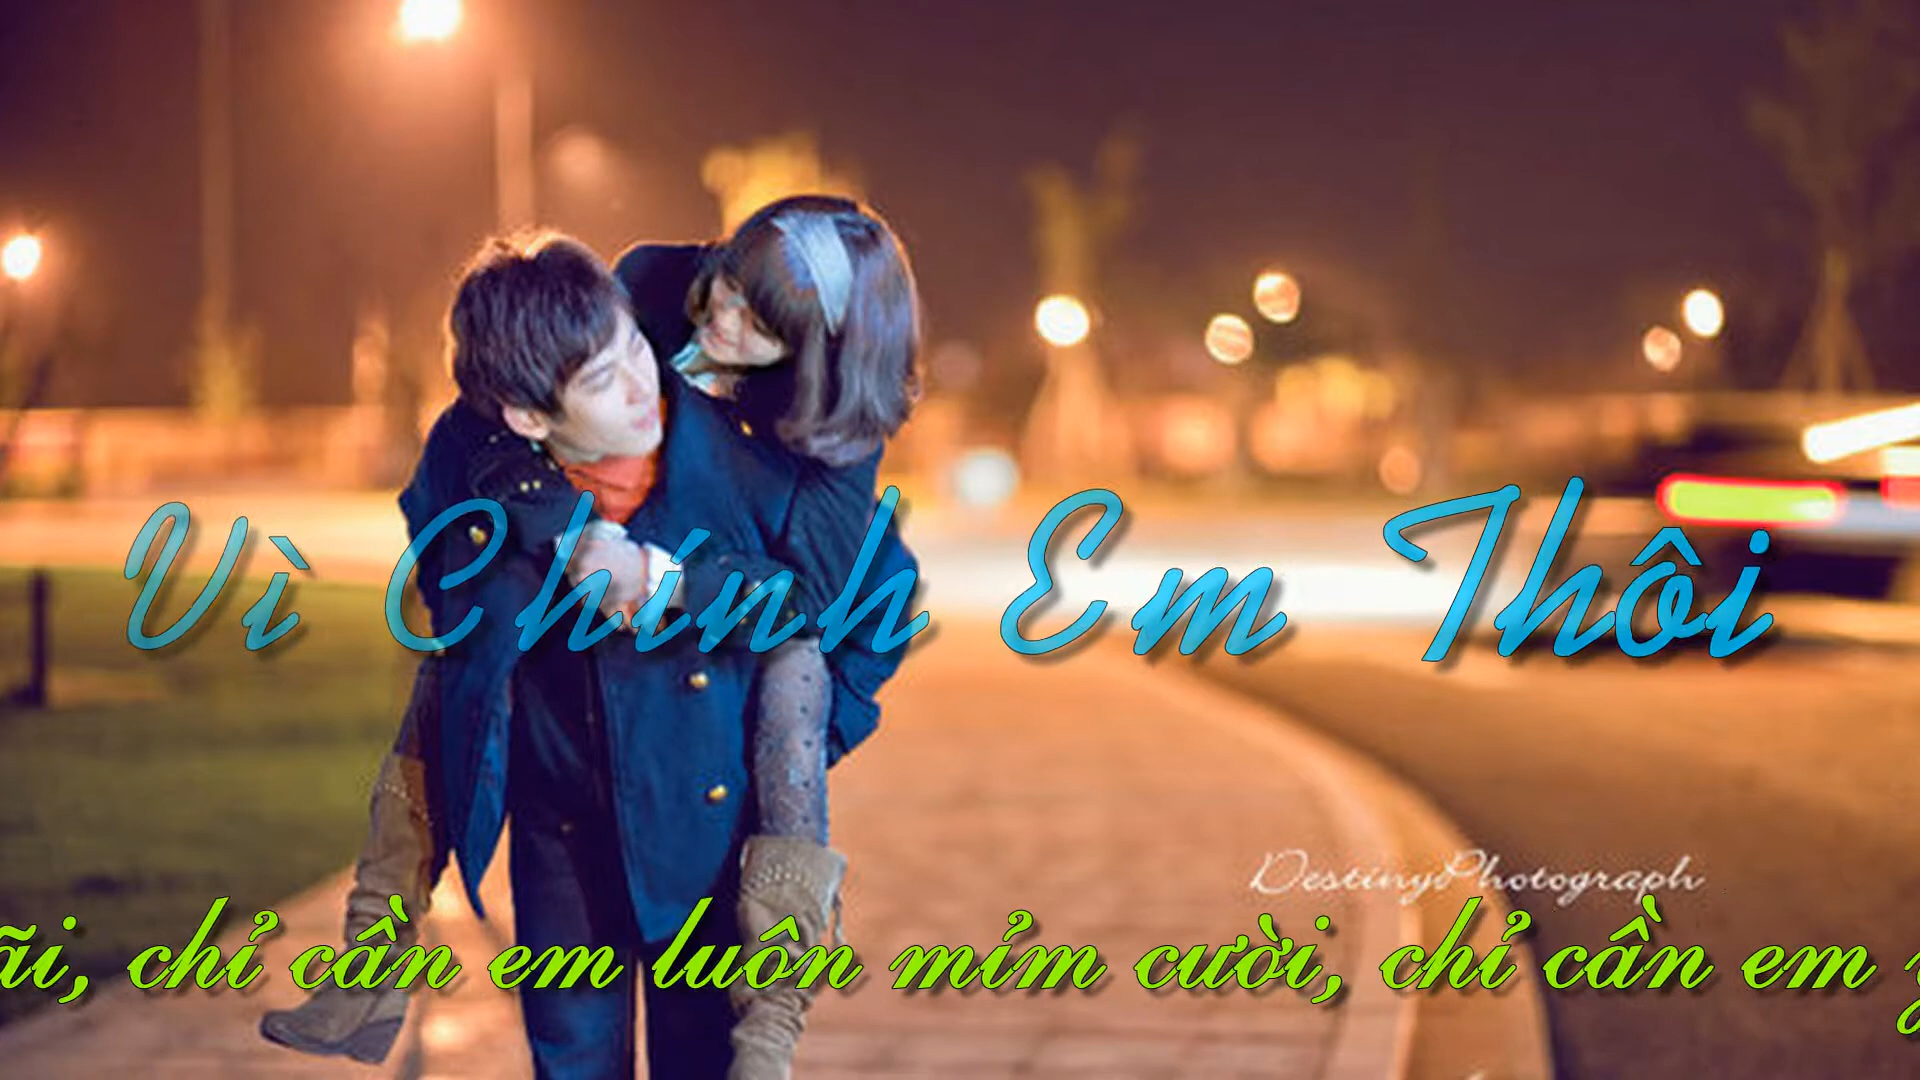 Vì Chính Em Thôi
DestinyPhotograph
chỉ cần em luôn mỉm cười, chỉ cần em